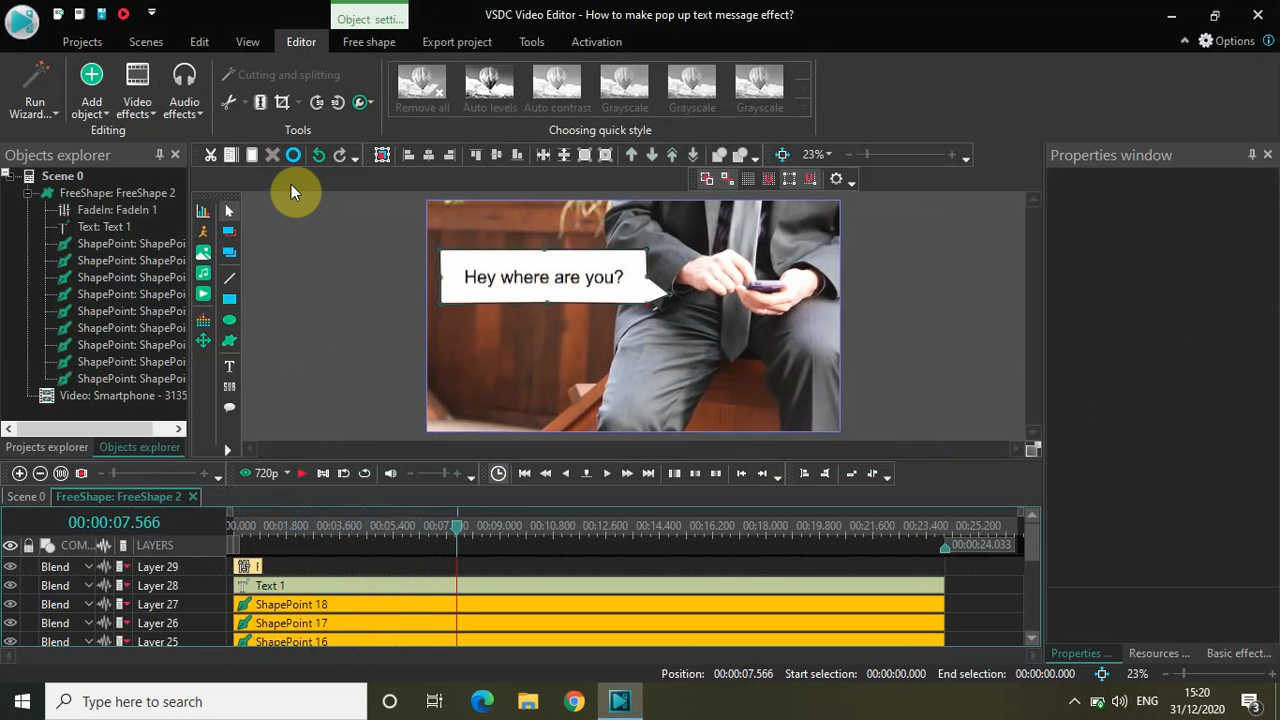 Object setti...
VSDC Video Editor - How to make pop up text message effect?
Projects Scenes Edit View Editor Free shape Export project Tools Activation
Options
Run Wizard...
Add object
Video effects
Audio effects
Editing
Cutting and splitting
Tools
Remove all
Auto levels
Auto contrast
Grayscale
Grayscale
Grayscale
Choosing quick style
Objects explorer
23%
Properties window
Scene 0
FreeShape: FreeShape 2
FadeIn: FadeIn 1
Text: Text 1
ShapePoint: ShapePoi
ShapePoint: ShapePoi
ShapePoint: ShapePoi
ShapePoint: ShapePoi
ShapePoint: ShapePoi
ShapePoint: ShapePoi
ShapePoint: ShapePoi
ShapePoint: ShapePoi
ShapePoint: ShapePoi
Video: Smartphone - 3135
Hey where are you?
T
SUB
Projects explorer Objects explorer
720p
Scene 0 FreeShape: FreeShape 2
00:00:07.566
0.000 00:01.800 00:03.600 00:05.400 00:09.000 00:10.800 00:12.600 00:14.400 00:16.200 00:18.000 00:19.800 00:21.600 00:23.400 00:25.200
00:00:24.033
COM... LAYERS
Blend Layer 29
Blend Layer 28 Text 1
Blend Layer 27 ShapePoint 18
Blend Layer 26 ShapePoint 17
Blend Layer 25 ShapePoint 16
Properties ... Resources ... Basic effect...
Position: 00:00:07.566 Start selection: 00:00:00.000 End selection: 00:00:00.000 23%
Type here to search
ENG
15:20
31/12/2020
3